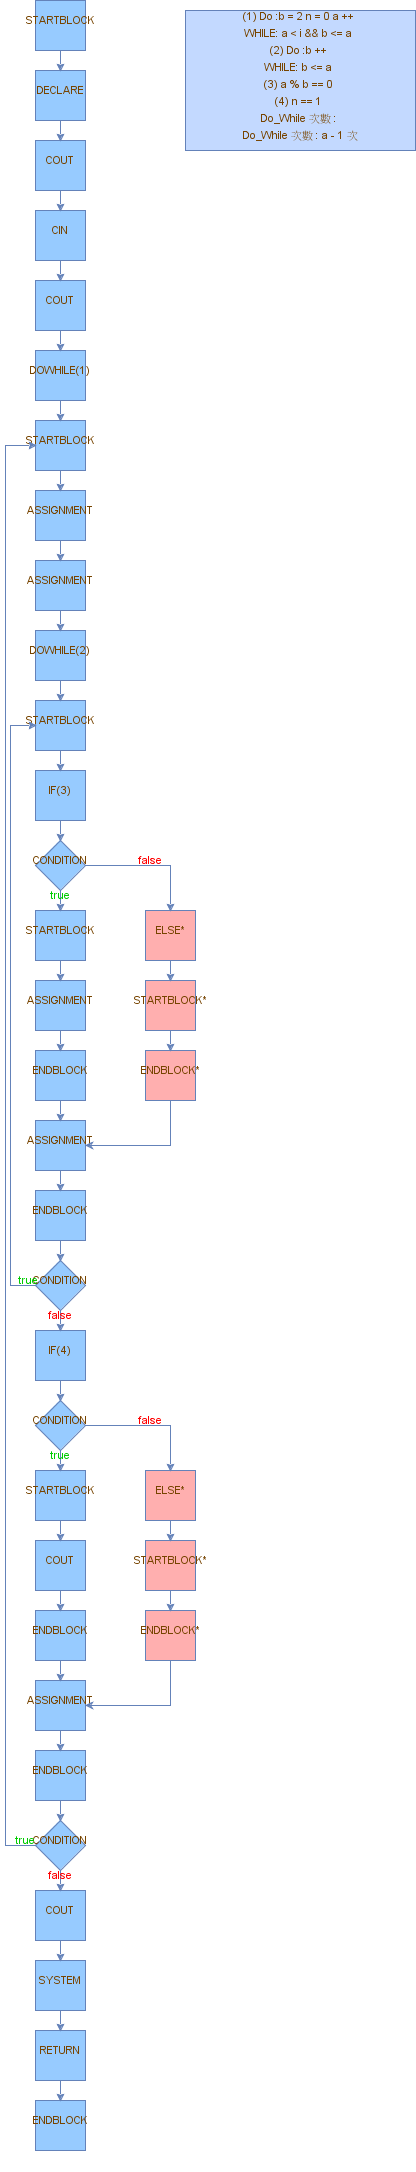 STARTBLOCK
(1) Do :b = 2 n = 0 a ++
WHILE: a < i && b <= a
(2) Do :b ++
WHILE: b <= a
(3) a % b == 0
(4) n == 1
Do_While 次數 :
Do_While 次數 : a - 1 次
DECLARE
COUT
CIN
COUT
DOWHILE(1)
STARTBLOCK
ASSIGNMENT
ASSIGNMENT
DOWHILE(2)
STARTBLOCK
IF(3)
CONDITION
false
true
STARTBLOCK
ELSE*
ASSIGNMENT
STARTBLOCK*
ENDBLOCK
ENDBLOCK*
ASSIGNMENT
ENDBLOCK
true
CONDITION
false
IF(4)
CONDITION
false
true
STARTBLOCK
ELSE*
COUT
STARTBLOCK*
ENDBLOCK
ENDBLOCK*
ASSIGNMENT
ENDBLOCK
true
CONDITION
false
COUT
SYSTEM
RETURN
ENDBLOCK